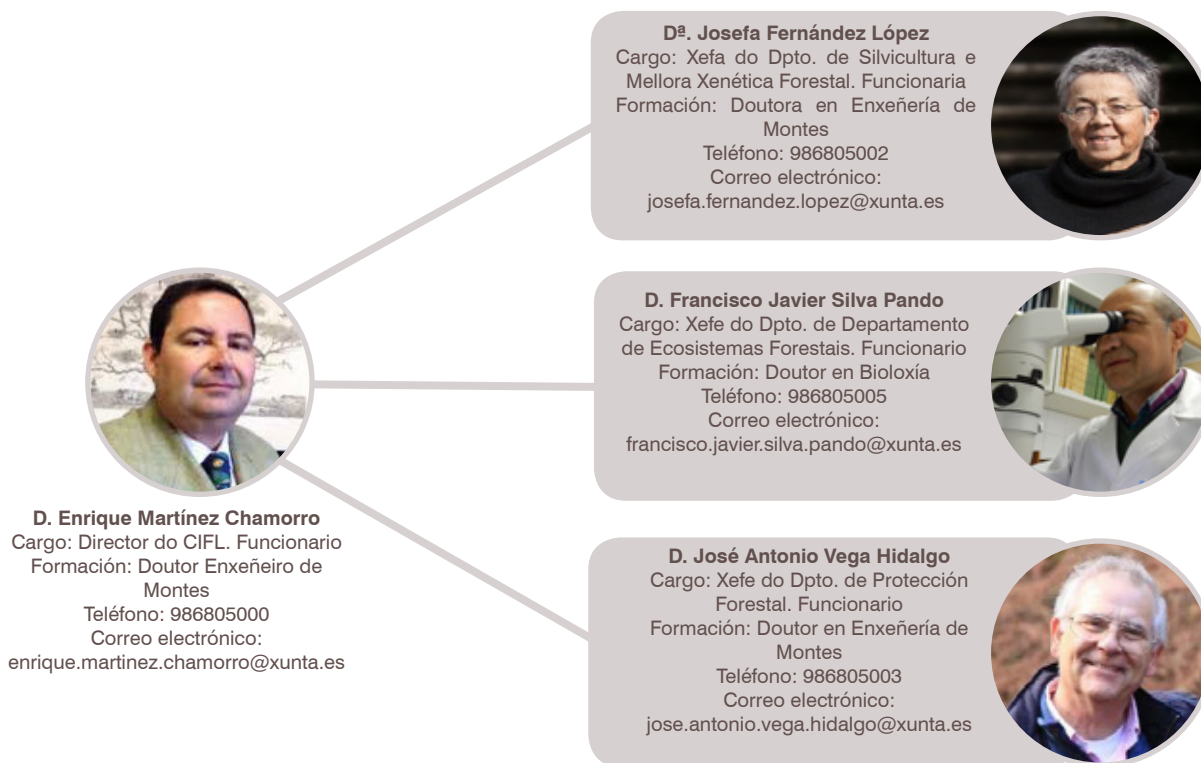 Dª. Josefa Fernández López
Cargo: Xefa do Dpto. de Silvicultura e
Mellora Xenética Forestal. Funcionaria
Formación: Doutora en Enxeñería de
Montes
Teléfono: 986805002
Correo electrónico:
josefa.fernandez.lopez@xunta.es
D. Francisco Javier Silva Pando
Cargo: Xefe do Dpto. de Departamento
de Ecosistemas Forestais. Funcionario
Formación: Doutor en Bioloxía
Teléfono: 986805005
Correo electrónico:
francisco.javier.silva.pando@xunta.es
D. Enrique Martínez Chamorro
Cargo: Director do CIFL. Funcionario
Formación: Doutor Enxeñeiro de
Montes
Teléfono: 986805000
Correo electrónico:
enrique.martinez.chamorro@xunta.es
D. José Antonio Vega Hidalgo
Cargo: Xefe do Dpto. de Protección
Forestal. Funcionario
Formación: Doutor en Enxeñería de
Montes
Teléfono: 986805003
Correo electrónico:
jose.antonio.vega.hidalgo@xunta.es